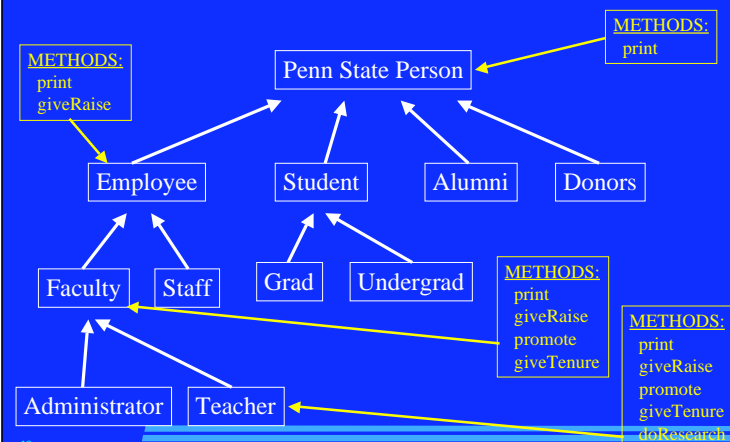 METHODS:
print
METHODS:
print
giveRaise
Penn State Person
Employee
Student
Alumni
Donors
Faculty
Staff
Grad
Undergrad
METHODS:
print
giveRaise
promote
giveTenure
METHODS:
print
giveRaise
promote
giveTenure
doResearch
Administrator
Teacher